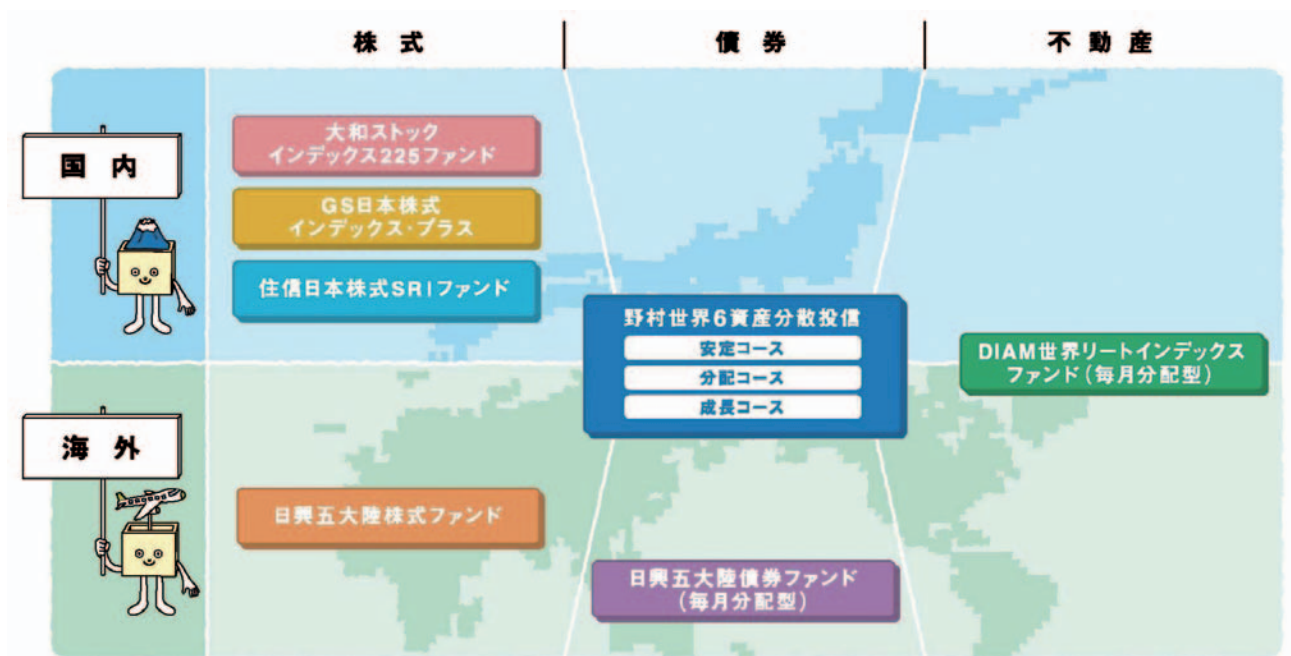 株式
債券
不動産
国内
大和ストック
インデックス225ファンド
GS日本株式
インデックス・プラス
住信日本株式SRIファンド
野村世界6資産分散投信
安定コース
分配コース
成長コース
DIAM世界リートインデックス
ファンド（毎月分配型）
海外
日興五大陸株式ファンド
日興五大陸債券ファンド
（毎月分配型）